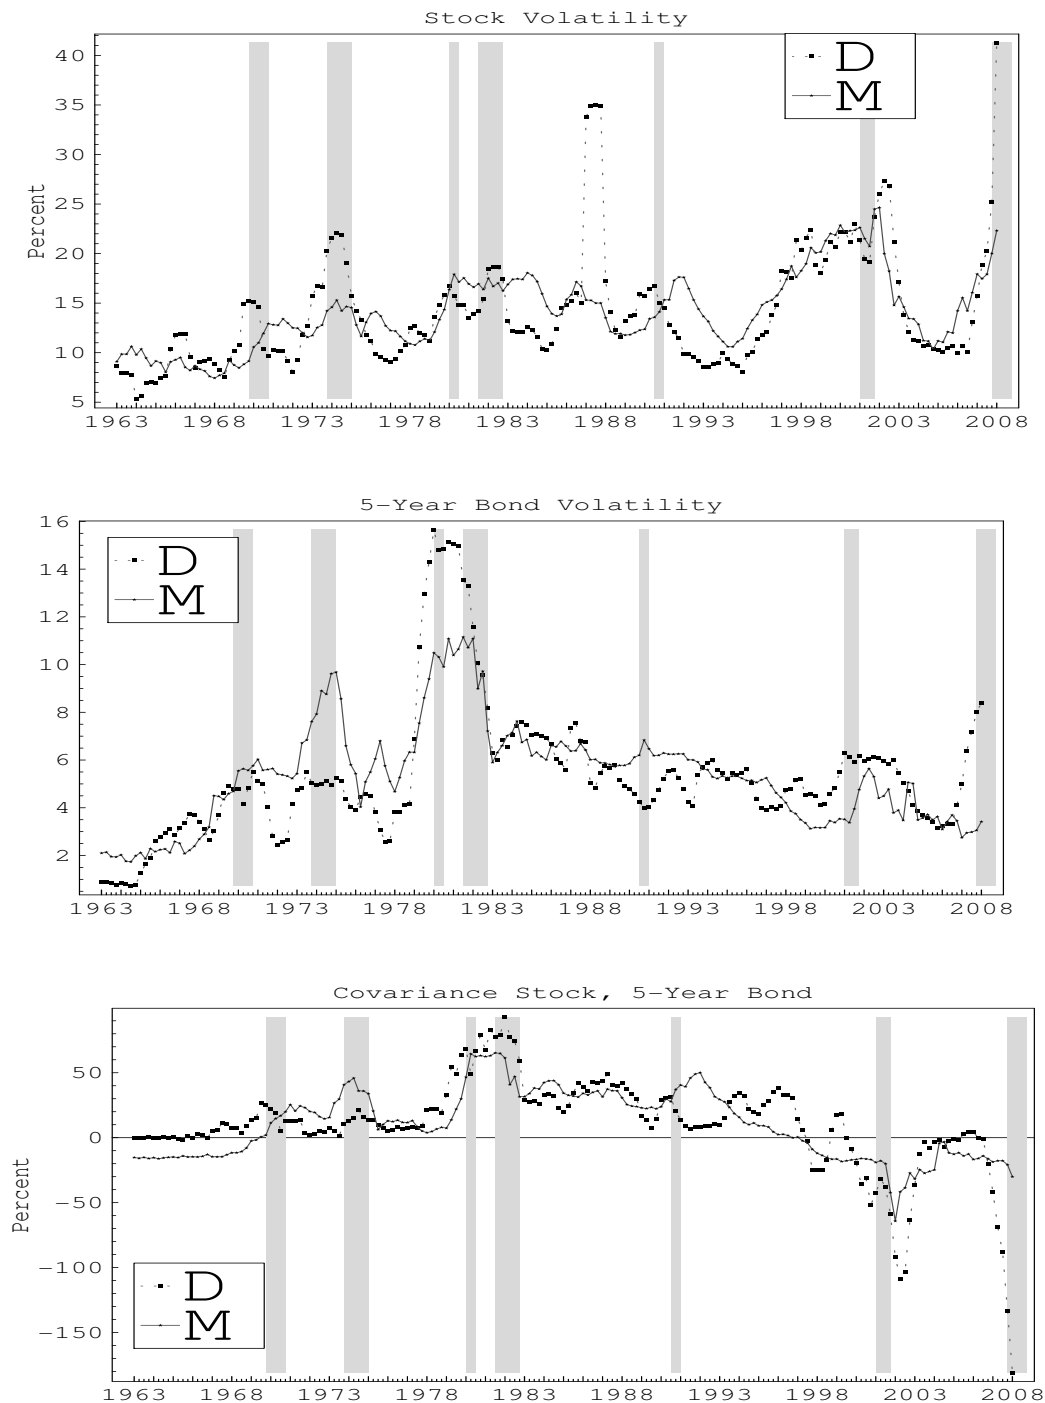 Stock Volatility
40
35
30
25
20
15
10
5
Percent
D
M
1963 1968 1973 1978 1983 1988 1993 1998 2003 2008
5-Year Bond Volatility
16
14
12
10
8
6
4
2
D
M
1963 1968 1973 1978 1983 1988 1993 1998 2003 2008
Covariance Stock, 5-Year Bond
50
0
-50
-100
-150
Percent
D
M
1963 1968 1973 1978 1983 1988 1993 1998 2003 2008